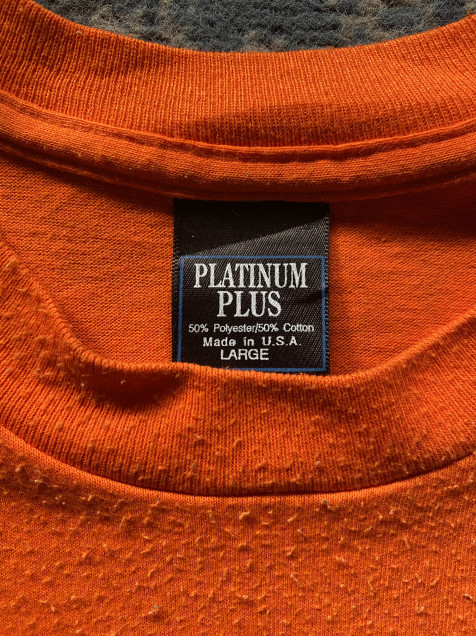 PLATINUM
PLUS
50% Polyester/50% Cotton
Made in U.S.A.
LARGE